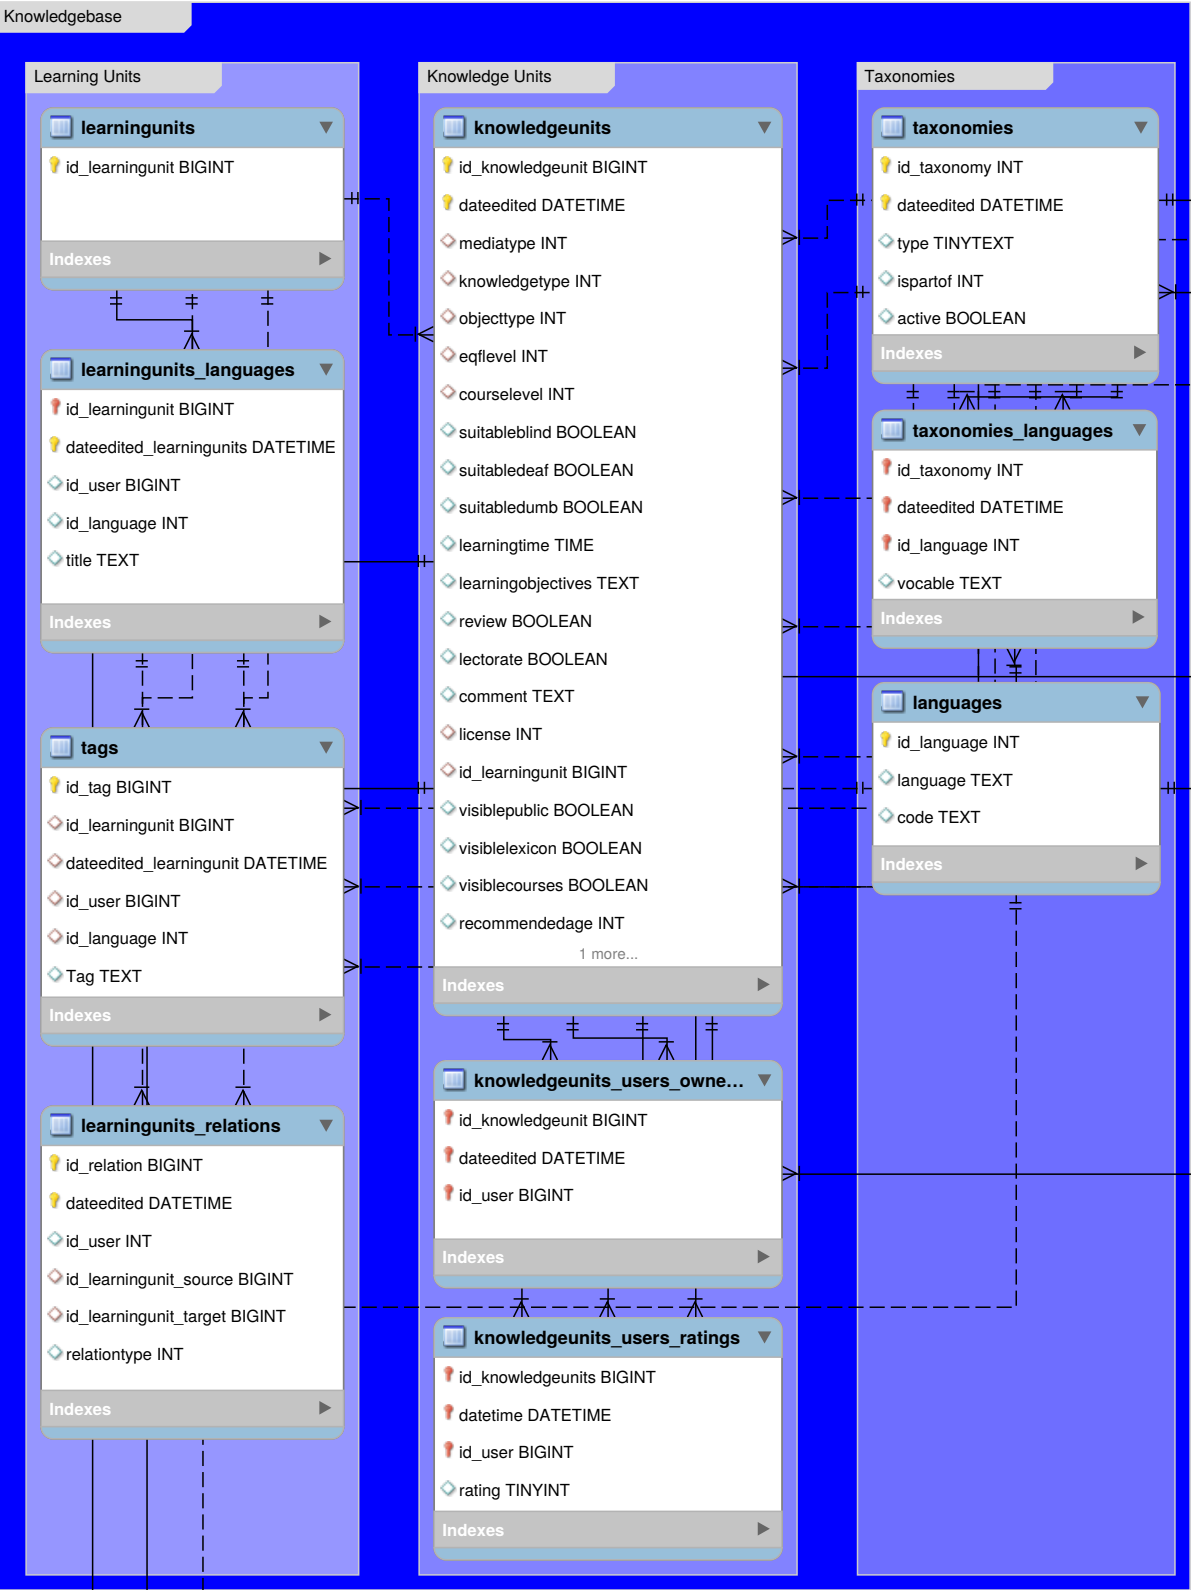 Knowledgebase
Learning Units
learningunits
id_learningunit BIGINT
Indexes
learningunits_languages
id_learningunit BIGINT
dateedited_learningunits DATETIME
id_user BIGINT
id_language INT
title TEXT
Indexes
tags
id_tag BIGINT
id_learningunit BIGINT
dateedited_learningunit DATETIME
id_user BIGINT
id_language INT
Tag TEXT
Indexes
learningunits_relations
id_relation BIGINT
dateedited DATETIME
id_user INT
id_learningunit_source BIGINT
id_learningunit_target BIGINT
relationtype INT
Indexes
Knowledge Units
knowledgeunits
id_knowledgeunit BIGINT
dateedited DATETIME
mediatype INT
knowledgetype INT
objecttype INT
eqflevel INT
courselevel INT
suitableblind BOOLEAN
suitabledeaf BOOLEAN
suitabledumb BOOLEAN
learningtime TIME
learningobjectives TEXT
review BOOLEAN
lectorate BOOLEAN
comment TEXT
license INT
id_learningunit BIGINT
visiblepublic BOOLEAN
visiblelexicon BOOLEAN
visiblecourses BOOLEAN
recommendedage INT
1 more...
Indexes
knowledgeunits_users_owne...
id_knowledgeunit BIGINT
dateedited DATETIME
id_user BIGINT
Indexes
knowledgeunits_users_ratings
id_knowledgeunits BIGINT
datetime DATETIME
id_user BIGINT
rating TINYINT
Indexes
Taxonomies
taxonomies
id_taxonomy INT
dateedited DATETIME
type TINYTEXT
ispartof INT
active BOOLEAN
Indexes
taxonomies_languages
id_taxonomy INT
dateedited DATETIME
id_language INT
vocable TEXT
Indexes
languages
id_language INT
language TEXT
code TEXT
Indexes